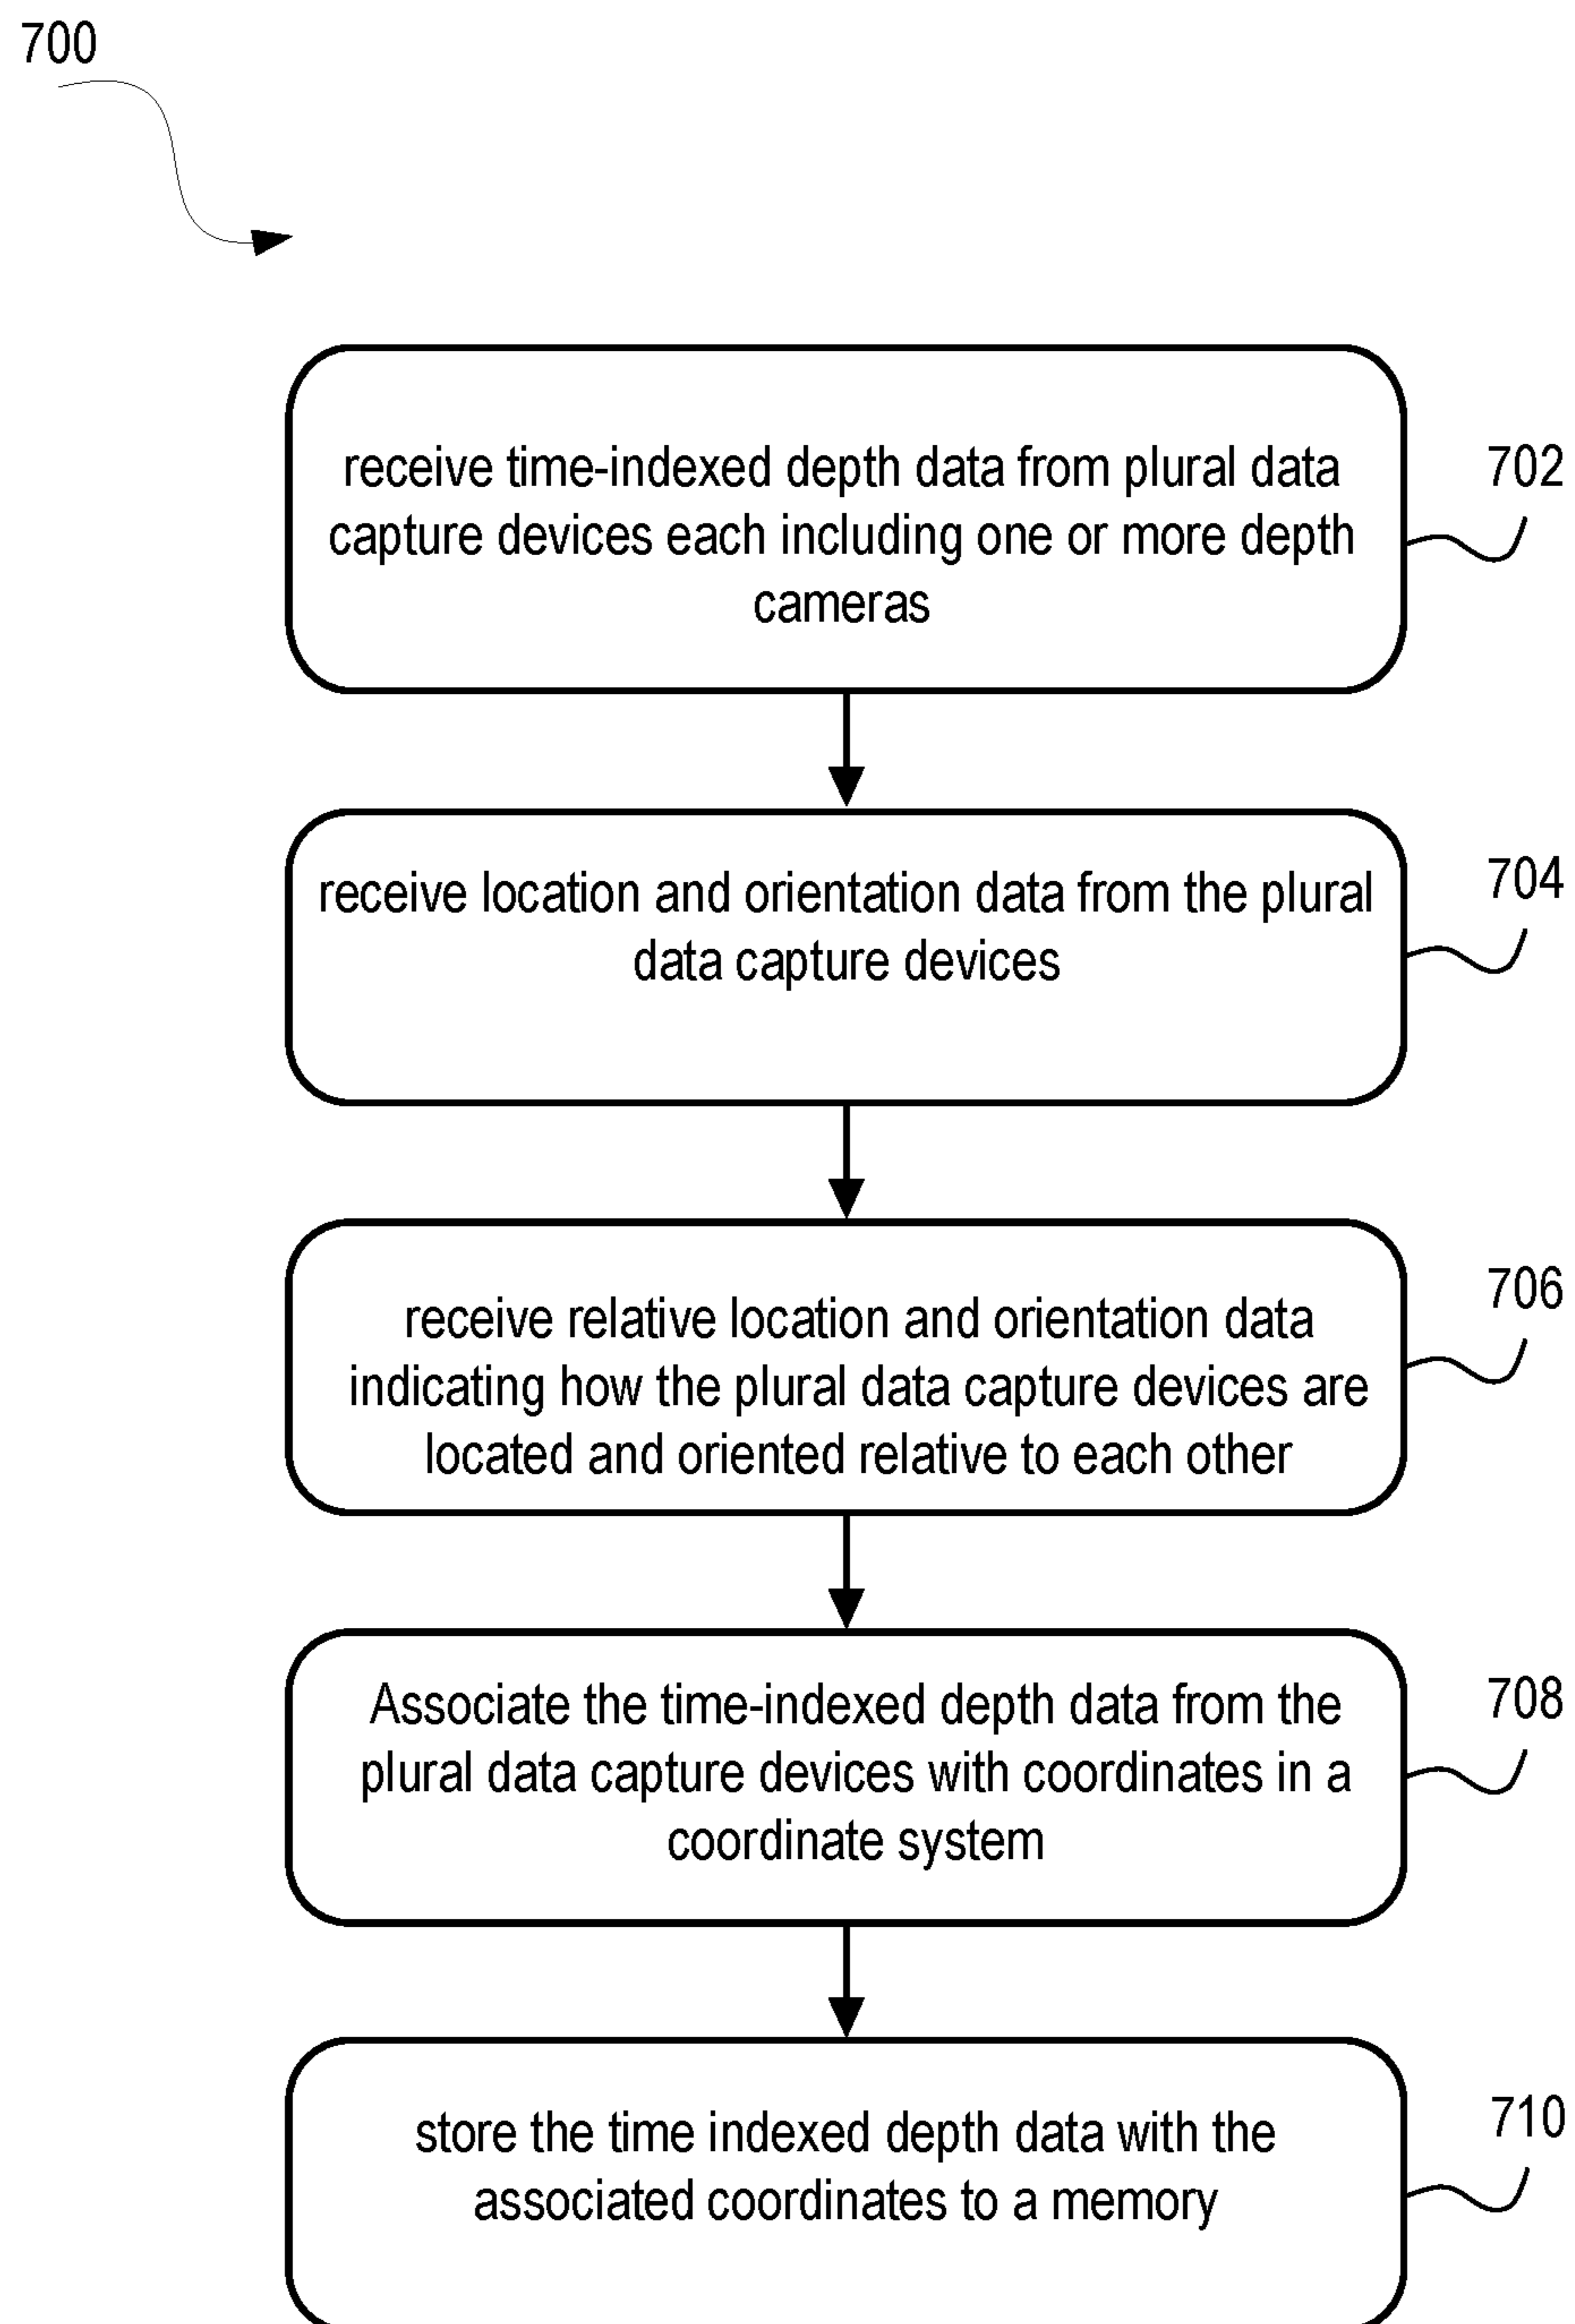 700
receive time-indexed depth data from plural data
capture devices each including one or more depth
cameras
702
receive location and orientation data from the plural
data capture devices
704
receive relative location and orientation data
indicating how the plural data capture devices are
located and oriented relative to each other
706
Associate the time-indexed depth data from the
plural data capture devices with coordinates in a
coordinate system
708
store the time indexed depth data with the
associated coordinates to a memory
710